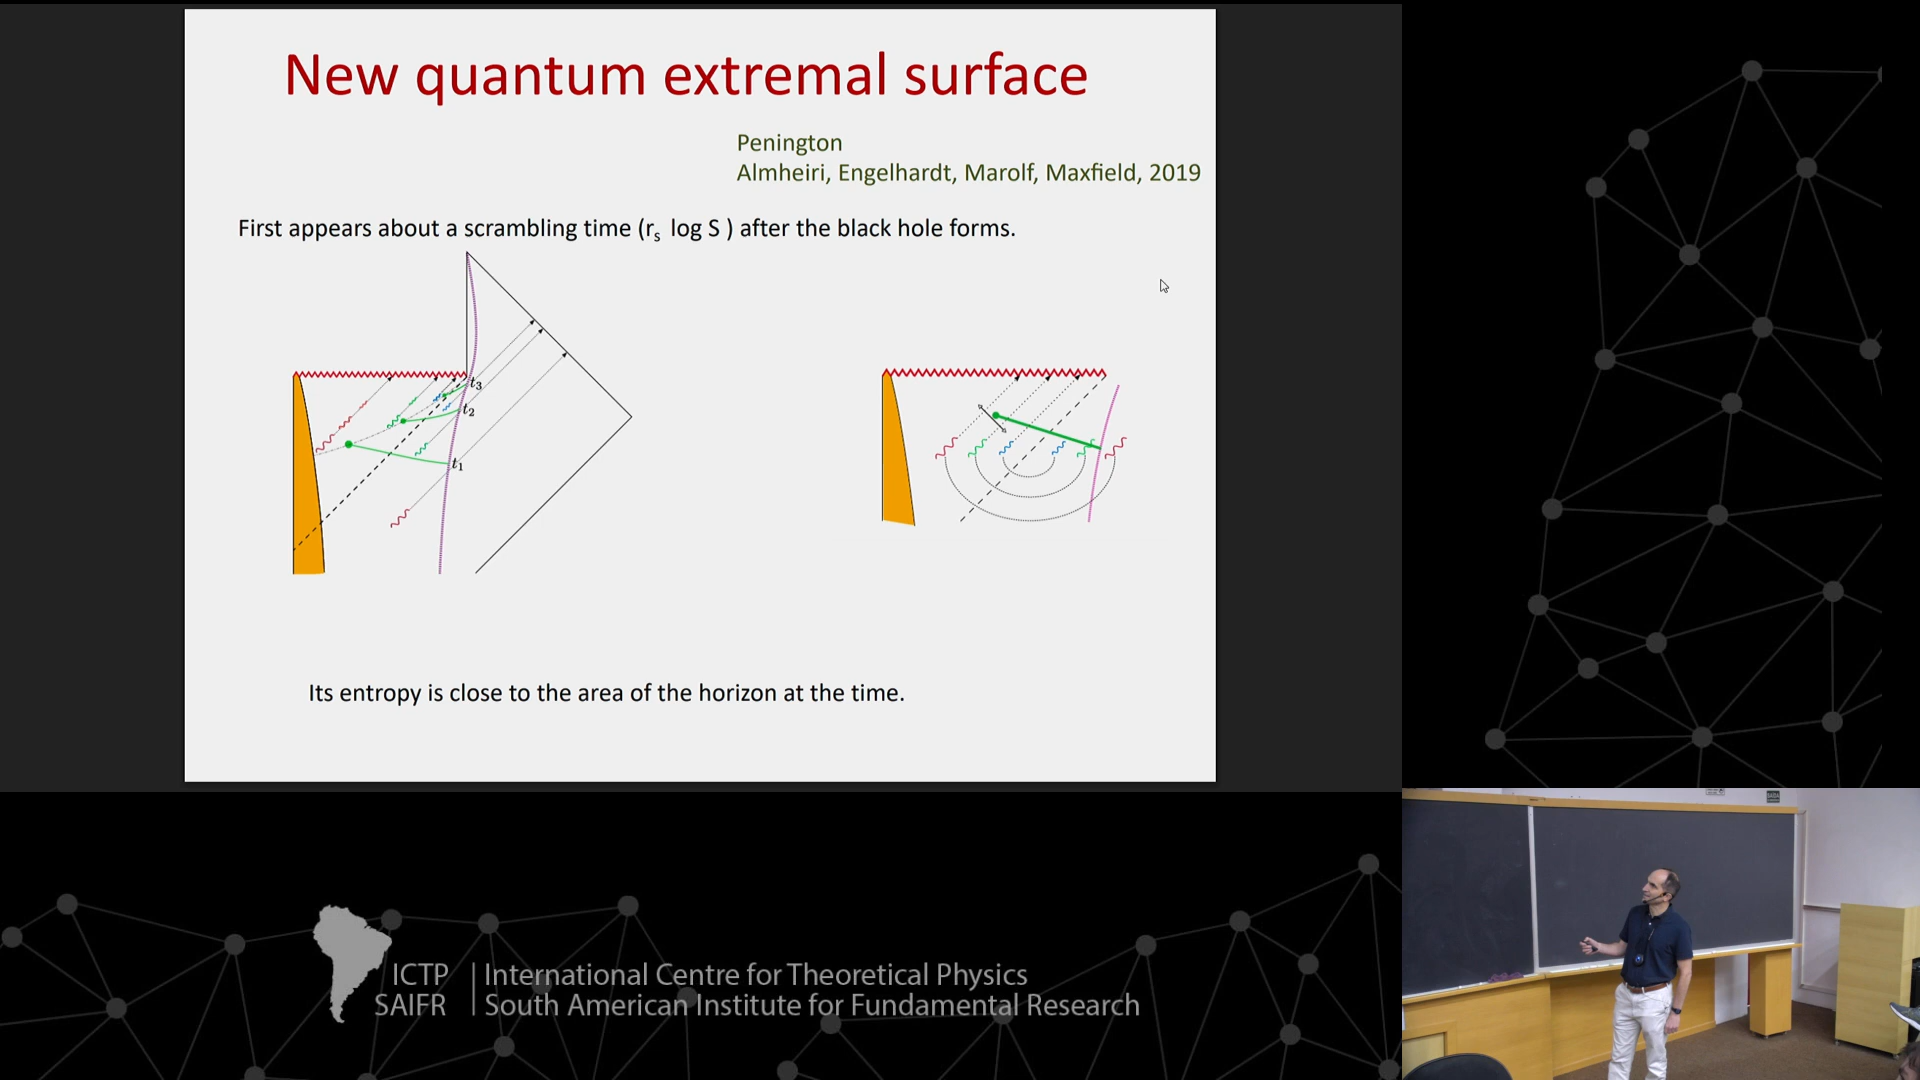 New quantum extremal surface
Penington
Almheiri, Engelhardt, Marolf, Maxfield, 2019
First appears about a scrambling time (rs log S ) after the black hole forms.
t3
t2
t1
Its entropy is close to the area of the horizon at the time.
ICTP | International Centre for Theoretical Physics
SAIFR | South American Institute for Fundamental Research